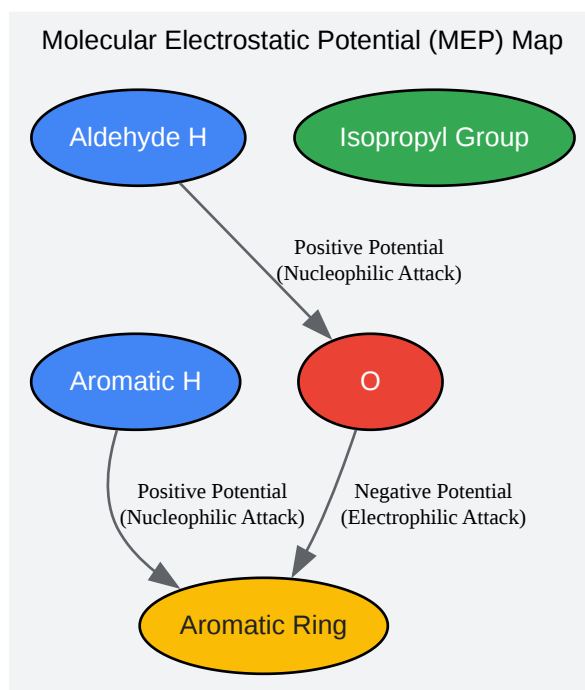 Molecular Electrostatic Potential (MEP) Map
Aldehyde H
Isopropyl Group
Positive Potential
(Nucleophilic Attack)
Aromatic H
O
Positive Potential
(Nucleophilic Attack)
Negative Potential
(Electrophilic Attack)
Aromatic Ring